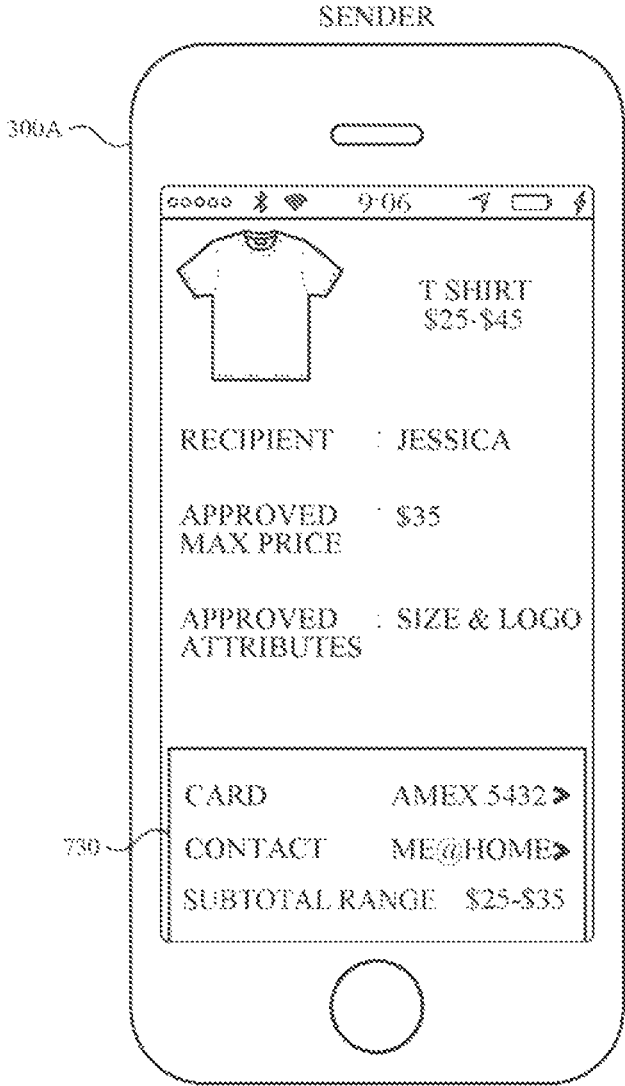 SENDER
300A
9:06
T SHIRT
$25-$45
RECIPIENT : JESSICA
APPROVED : $35
MAX PRICE
APPROVED : SIZE & LOGO
ATTRIBUTES
CARD AMEX 5432 >
730
CONTACT ME@HOME>
SUBTOTAL RANGE $25-$35